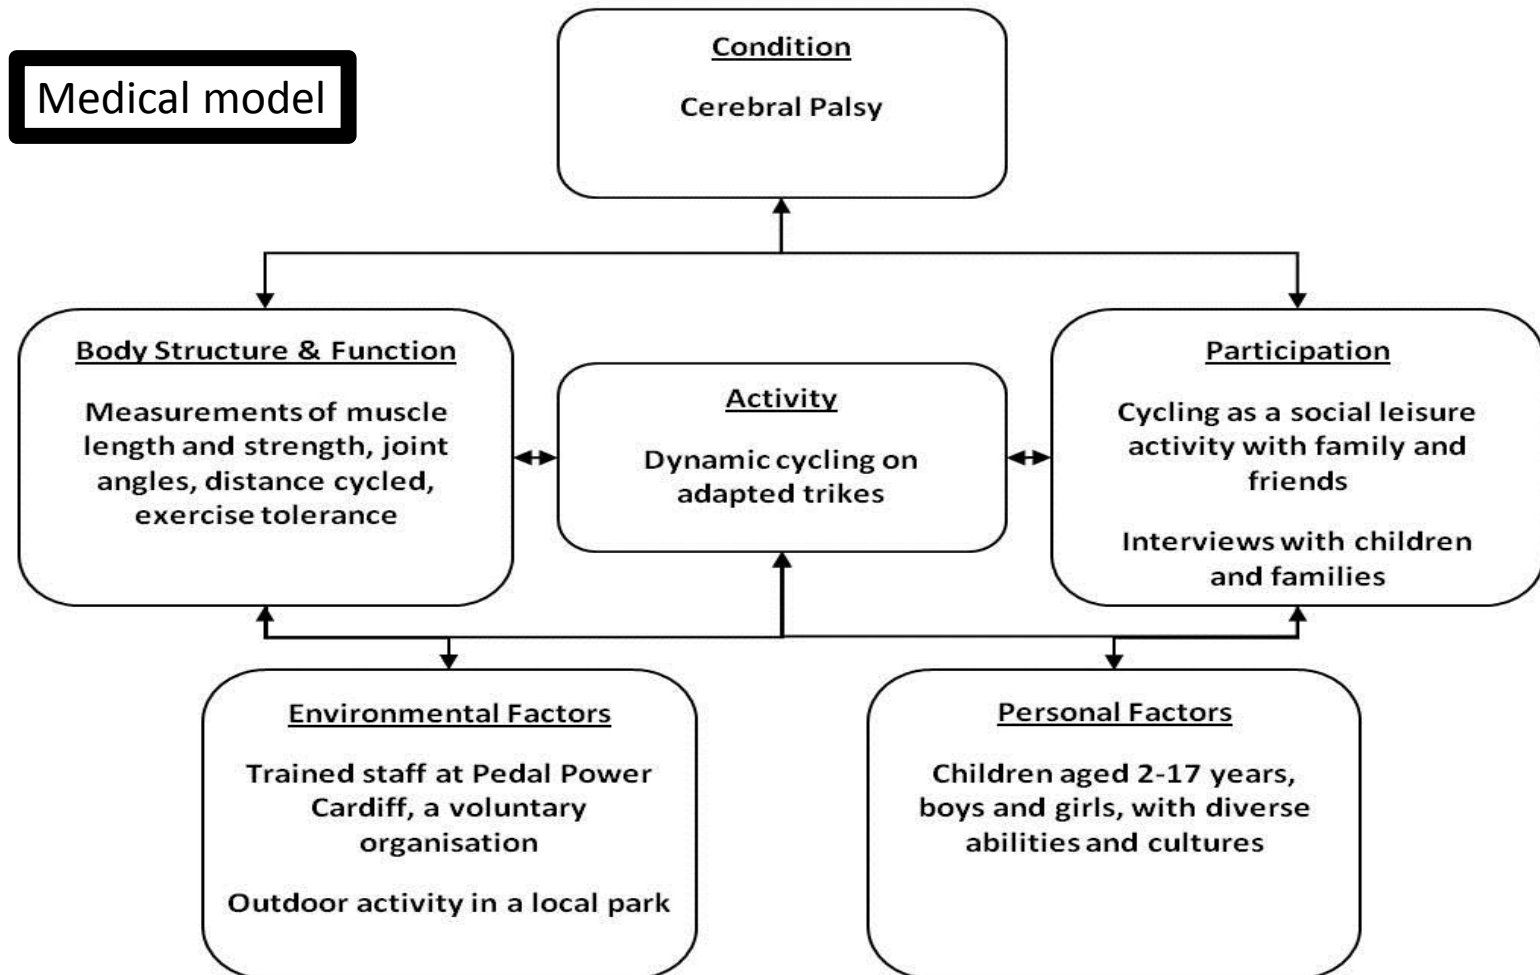 Medical model
Condition
Cerebral Palsy
Body Structure & Function
Measurements of muscle
length and strength, joint
angles, distance cycled,
exercise tolerance
Activity
Dynamic cycling on
adapted trikes
Participation
Cycling as a social leisure
activity with family and
friends
Interviews with children
and families
Environmental Factors
Trained staff at Pedal Power
Cardiff, a voluntary
organisation
Outdoor activity in a local park
Personal Factors
Children aged 2-17 years,
boys and girls, with diverse
abilities and cultures